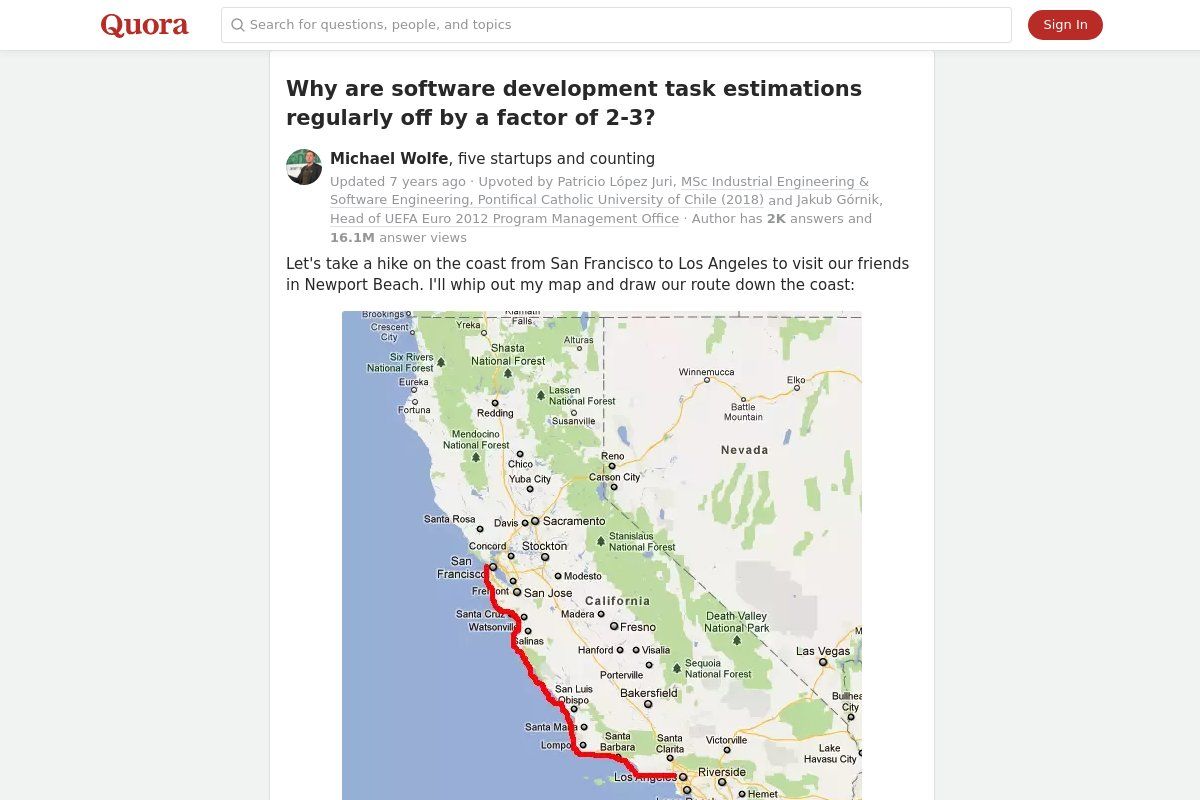 Quora
Search for questions, people, and topics
Sign In
Why are software development task estimations
regularly off by a factor of 2-3?
Michael Wolfe, five startups and counting
Updated 7 years ago · Upvoted by Patricio López Juri, MSc Industrial Engineering &
Software Engineering, Pontifical Catholic University of Chile (2018) and Jakub Górnik,
Head of UEFA Euro 2012 Program Management Office · Author has 2K answers and
16.1M answer views
Let's take a hike on the coast from San Francisco to Los Angeles to visit our friends
in Newport Beach. I'll whip out my map and draw our route down the coast:
Brookings
Klamath
Falls
Crescent
City
Yreka
Alturas
Six Rivers
National Forest
Shasta
National Forest
Eureka
Winnemucca
Elko
Lassen
National Forest
Fortuna
Redding
Susanville
Battle
Mountain
Mendocino
National Forest
Nevada
Chico
Reno
Yuba City
Carson City
Santa Rosa
Davis
Sacramento
Stanislaus
National Forest
Concord
Stockton
San
Francisco
Modesto
Fremont
San Jose
California
Santa Cruz
Madera
Death Valley
National Park
Watsonville
Fresno
Salinas
Hanford
Visalia
Las Vegas
Sequoia
National Forest
Porterville
San Luis
Obispo
Bakersfield
Bullhea
City
Santa Maria
Lompo
Santa
Barbara
Santa
Clarita
Victorville
Lake
Havasu City
Los Angeles
Riverside
Hemet